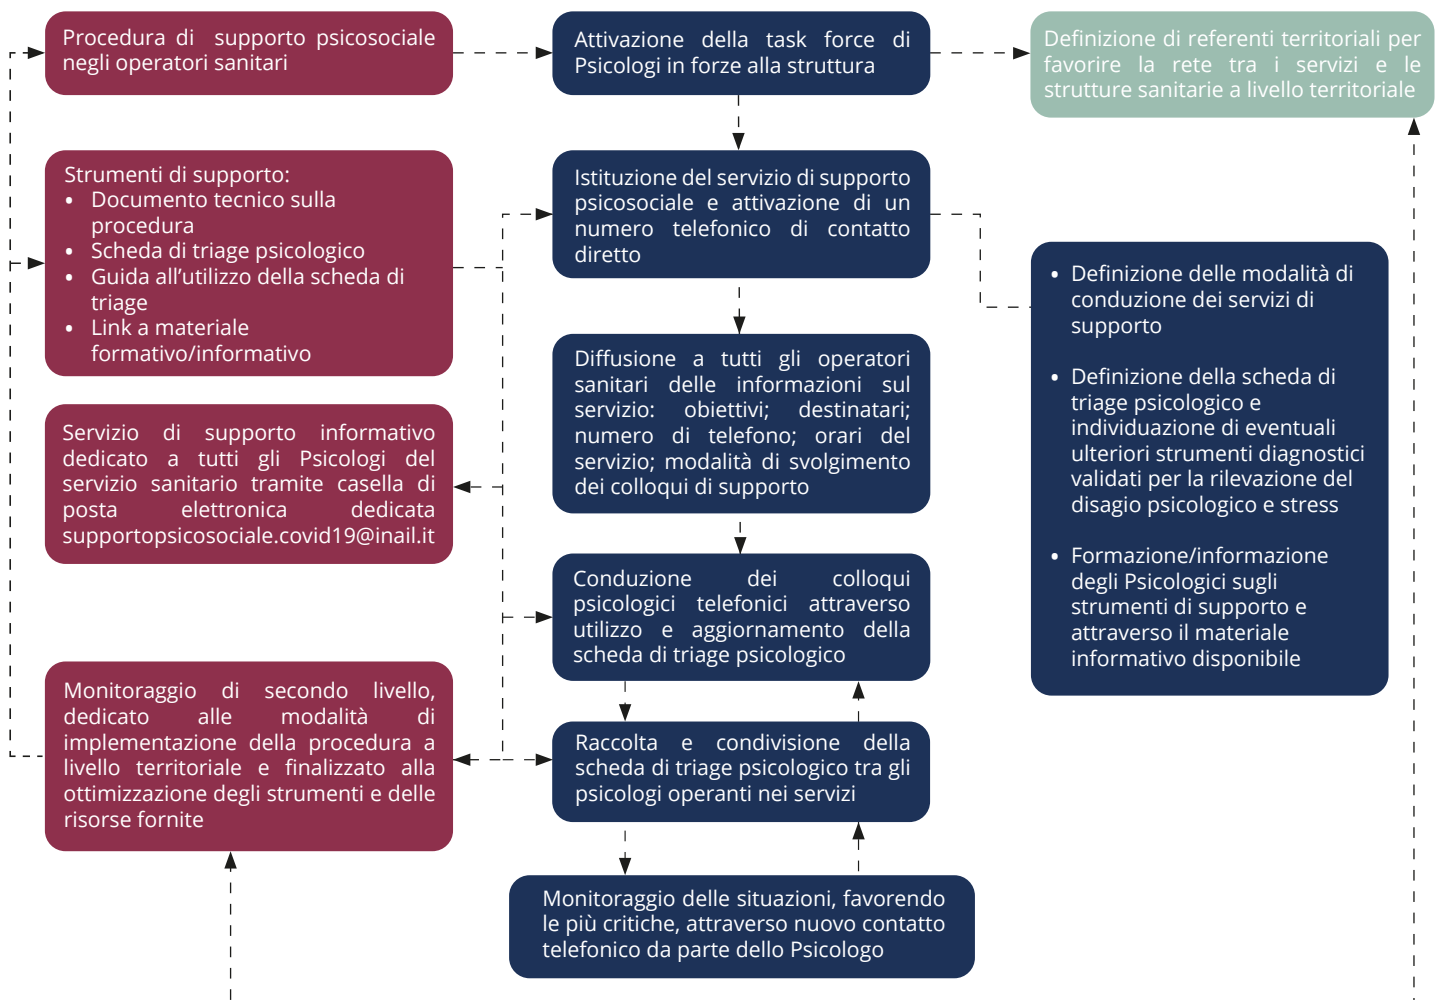 Procedura di supporto psicosociale
negli operatori sanitari
Attivazione della task force di
Psicologi in forze alla struttura
Definizione di referenti territoriali per
favorire la rete tra i servizi e le
strutture sanitarie a livello territoriale
Strumenti di supporto:
• Documento tecnico sulla
procedura
• Scheda di triage psicologico
• Guida all'utilizzo della scheda di
triage
• Link a materiale
formativo/informativo
Istituzione del servizio di supporto
psicosociale e attivazione di un
numero telefonico di contatto
diretto
• Definizione delle modalità di
conduzione dei servizi di
supporto
• Definizione della scheda di
triage psicologico e
individuazione di eventuali
ulteriori strumenti diagnostici
validati per la rilevazione del
disagio psicologico e stress
• Formazione/informazione
degli Psicologici sugli
strumenti di supporto e
attraverso il materiale
informativo disponibile
Diffusione a tutti gli operatori
sanitari delle informazioni sul
servizio: obiettivi; destinatari;
numero di telefono; orari del
servizio; modalità di svolgimento
dei colloqui di supporto
Servizio di supporto informativo
dedicato a tutti gli Psicologi del
servizio sanitario tramite casella di
posta elettronica dedicata
supportopsicosociale.covid19@inail.it
Conduzione dei colloqui
psicologici telefonici attraverso
utilizzo e aggiornamento della
scheda di triage psicologico
Monitoraggio di secondo livello,
dedicato alle modalità di
implementazione della procedura a
livello territoriale e finalizzato alla
ottimizzazione degli strumenti e delle
risorse fornite
Raccolta e condivisione della
scheda di triage psicologico tra gli
psicologi operanti nei servizi
Monitoraggio delle situazioni, favorendo
le più critiche, attraverso nuovo contatto
telefonico da parte dello Psicologo